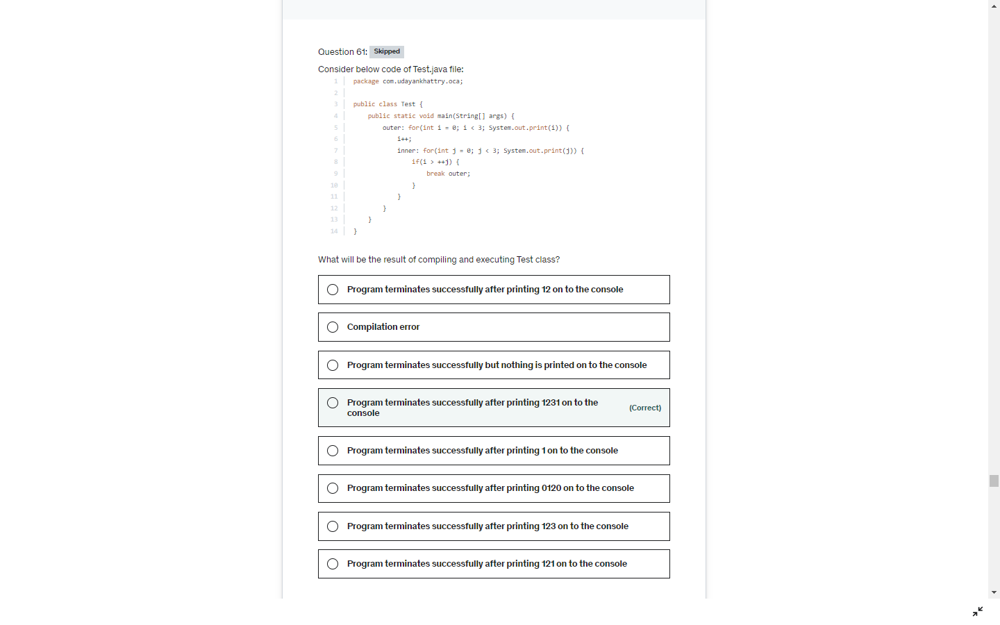 Question 61: Skipped
Consider below code of Test.java file:
1 package com.udayankhattry.oca;
2
3 public class Test {
4 public static void main(String[] args) {
5 outer: for(int i = 0; i < 3; System.out.print(i)) {
6 i++;
7 inner: for(int j = 0; j < 3; System.out.print(j)) {
8 if(i > ++j) {
9 break outer;
10 }
11 }
12 }
13 }
14 }
What will be the result of compiling and executing Test class?
Program terminates successfully after printing 12 on to the console
Compilation error
Program terminates successfully but nothing is printed on to the console
Program terminates successfully after printing 1231 on to the
console
(Correct)
Program terminates successfully after printing 1 on to the console
Program terminates successfully after printing 0120 on to the console
Program terminates successfully after printing 123 on to the console
Program terminates successfully after printing 121 on to the console